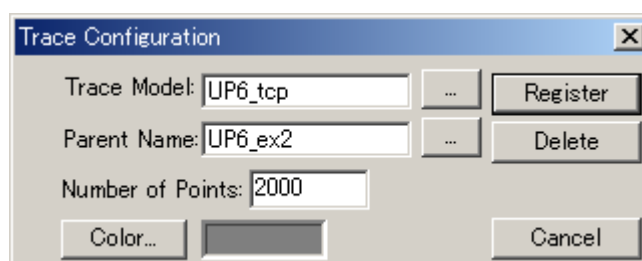 Trace Configuration
Trace Model: UP6_tcp ... Register
Parent Name: UP6_ex2 ... Delete
Number of Points: 2000
Color... Cancel